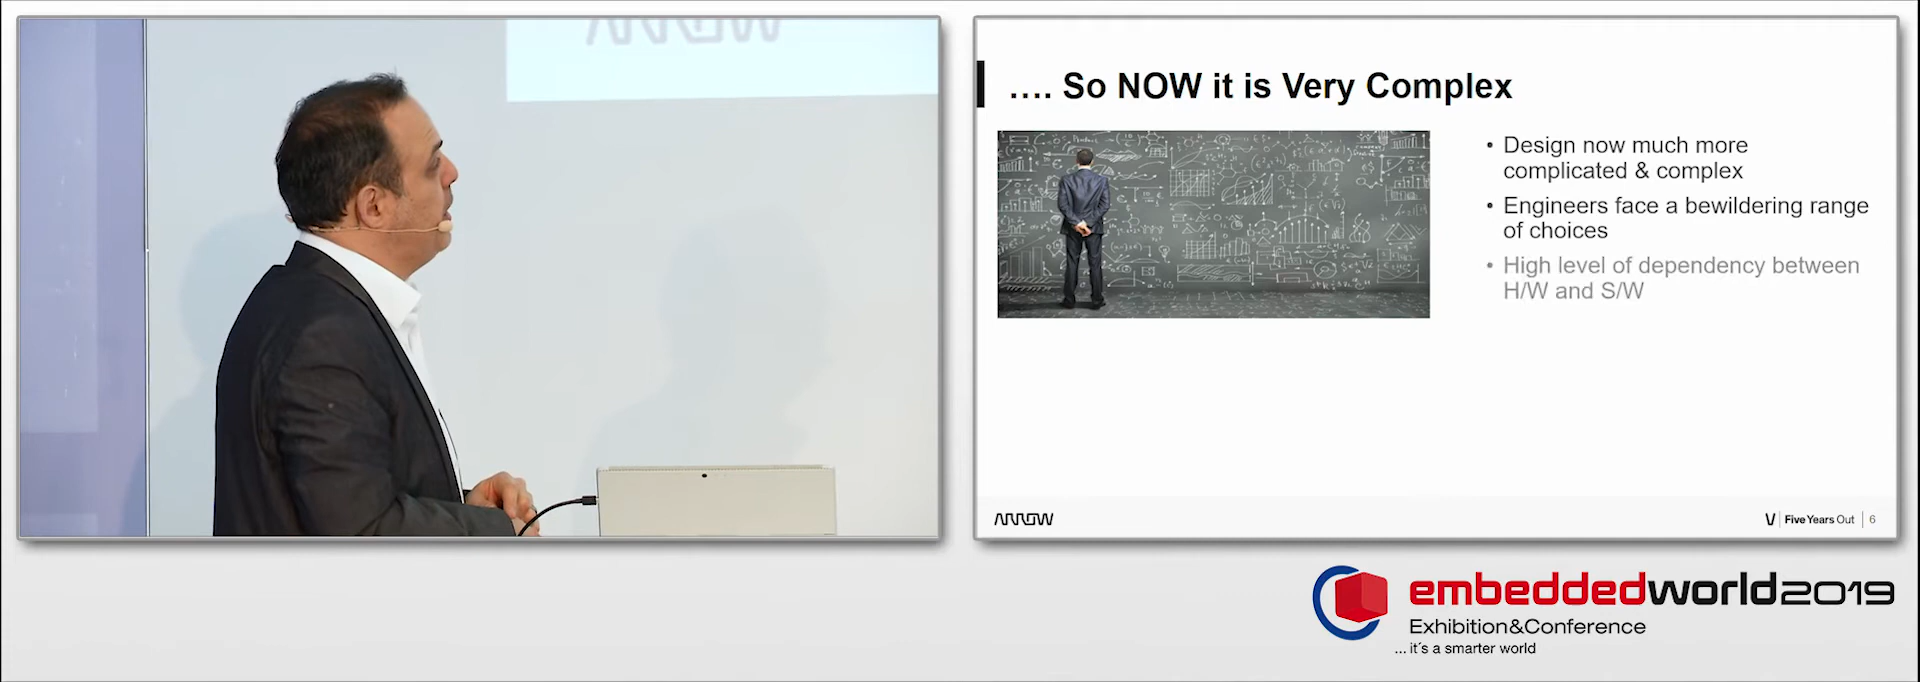 ARROW
.... So NOW it is Very Complex
• Design now much more
complicated & complex
• Engineers face a bewildering range
of choices
• High level of dependency between
H/W and S/W
ARROW
V | Five Years Out | 6
embeddedworld2019
Exhibition&Conference
... it´s a smarter world